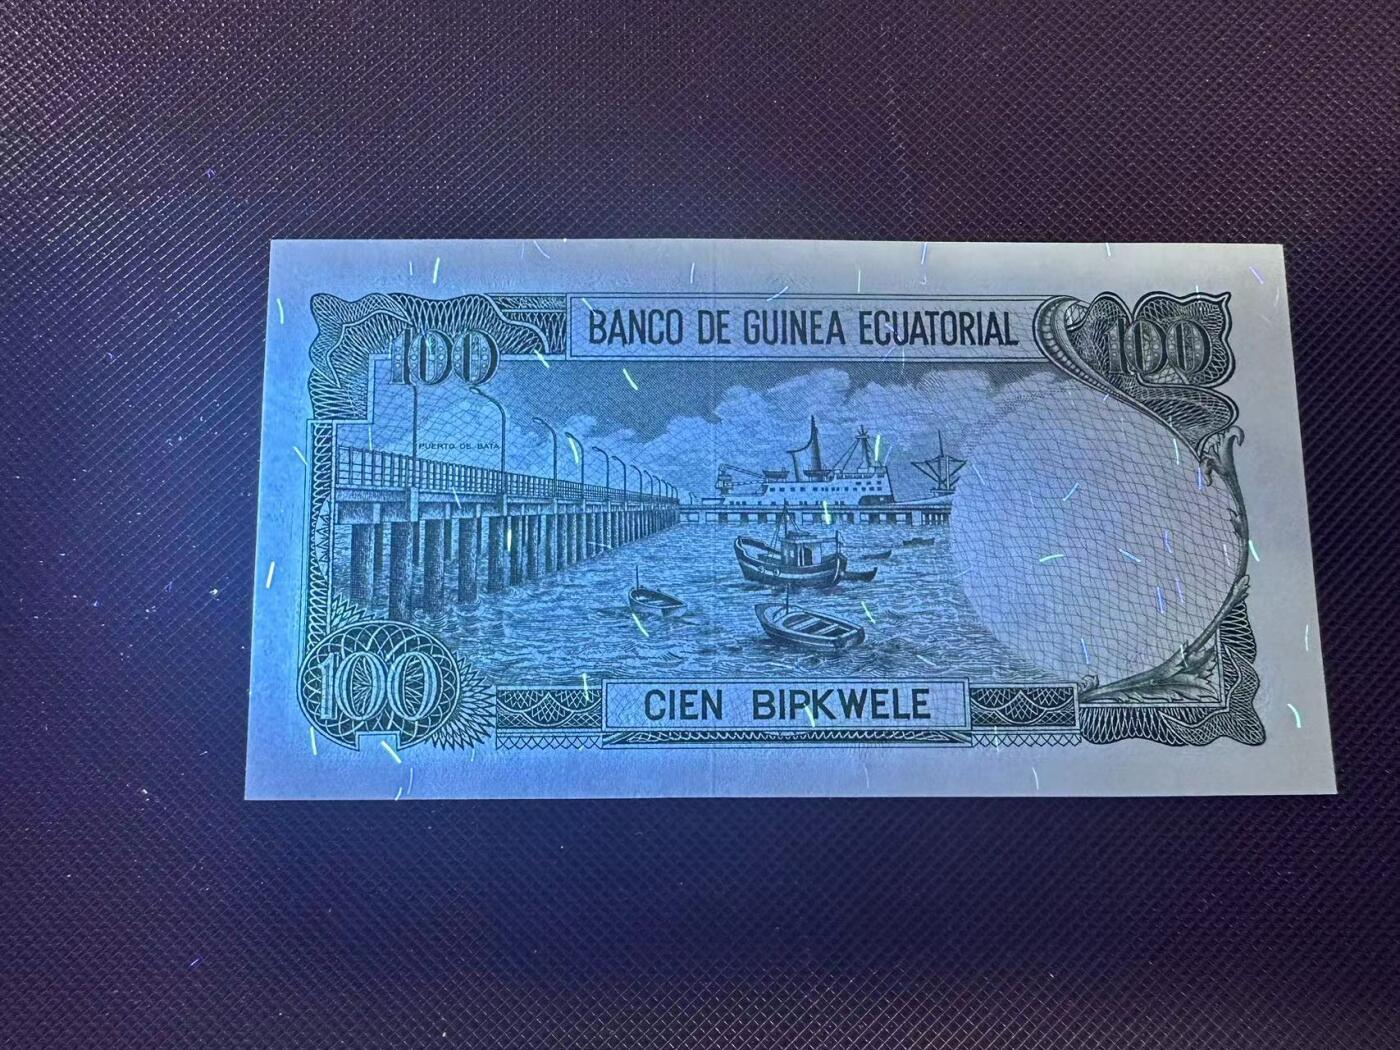 BANCO DE GUINEA ECUATORIAL
100
100
PUERTO DE BATA
100
CIEN BIPKWELE